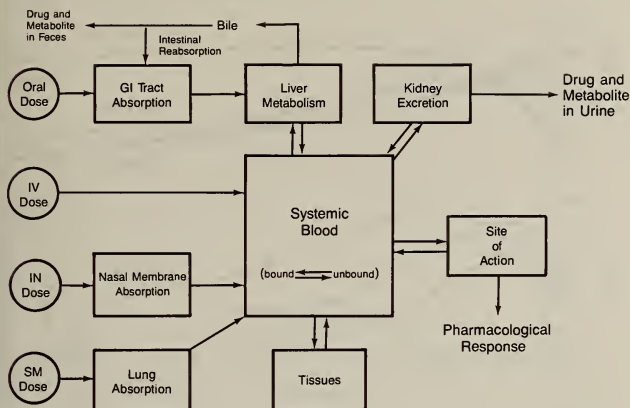 Drug and
Metabolite
in Feces
Bile
Intestinal
Reabsorption
Oral
Dose
GI Tract
Absorption
Liver
Metabolism
Kidney
Excretion
Drug and
Metabolite
in Urine
IV
Dose
Systemic
Blood
(bound
unbound)
Site
of
Action
IN
Dose
Nasal Membrane
Absorption
Pharmacological
Response
SM
Dose
Lung
Absorption
Tissues